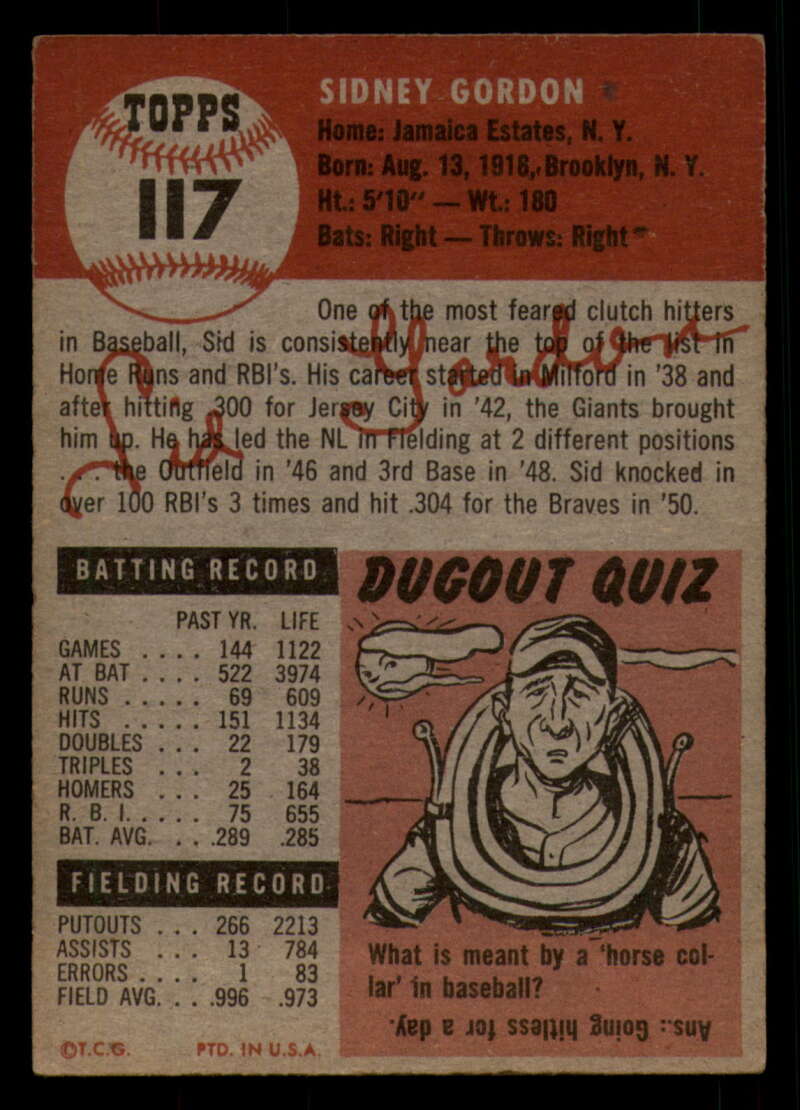 TOPPS
117
SIDNEY GORDON
Home: Jamaica Estates, N. Y.
Born: Aug. 13, 1918, Brooklyn, N. Y.
Ht.: 5'10" — Wt.: 180
Bats: Right — Throws: Right
One of the most feared clutch hitters
in Baseball, Sid is consistently near the top of the list in
Home Runs and RBI's. His career started in Milford in '38 and
after hitting .300 for Jersey City in '42, the Giants brought
him up. He has led the NL in Fielding at 2 different positions
. . . the Outfield in '46 and 3rd Base in '48. Sid knocked in
over 100 RBI's 3 times and hit .304 for the Braves in '50.
Sid Gordon
BATTING RECORD
PAST YR. LIFE
GAMES . . . . 144 1122
AT BAT . . . . 522 3974
RUNS . . . . . 69 609
HITS . . . . . 151 1134
DOUBLES . . . 22 179
TRIPLES . . . 2 38
HOMERS . . . 25 164
R. B. I. . . . . 75 655
BAT. AVG. . . .289 .285
FIELDING RECORD
PUTOUTS . . . 266 2213
ASSISTS . . . 13 784
ERRORS . . . . 1 83
FIELD AVG. . . .996 .973
©T.C.G. PTD. IN U.S.A.
DUGOUT QUIZ
What is meant by a 'horse col-
lar' in baseball?
Ans.: Going hitless for a day.